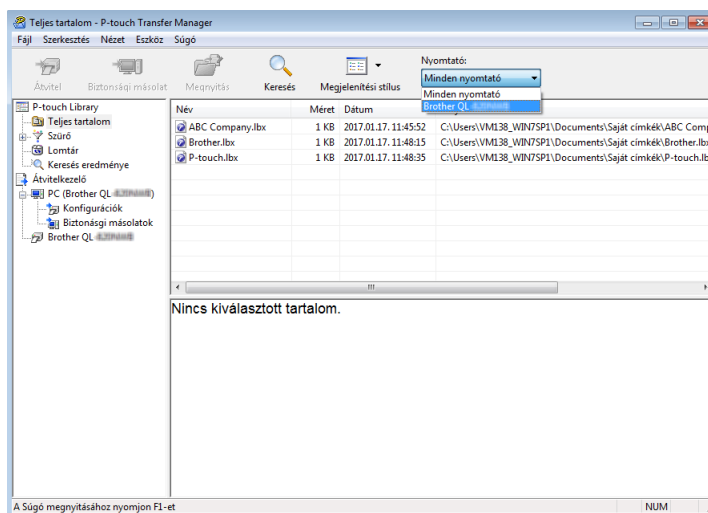 Teljes tartalom - P-touch Transfer Manager
Fájl Szerkesztés Nézet Eszköz Súgó
Átvitel Biztonsági másolat Megnyitás Keresés Megjelenítési stílus
Nyomtató:
Minden nyomtató
Minden nyomtató
Brother QL
P-touch Library
Teljes tartalom
Szűrő
Lomtár
Keresés eredménye
Átvitelkezelő
PC (Brother QL )
Konfigurációk
Biztonásgi másolatok
Brother QL
Név Méret Dátum
ABC Company.lbx 1 KB 2017.01.17. 11:45:52 C:\Users\VM138_WIN7SP1\Documents\Saját címkék\ABC Comp
Brother.lbx 1 KB 2017.01.17. 11:48:15 C:\Users\VM138_WIN7SP1\Documents\Saját címkék\Brother.lbx
P-touch.lbx 1 KB 2017.01.17. 11:48:35 C:\Users\VM138_WIN7SP1\Documents\Saját címkék\P-touch.lb
Nincs kiválasztott tartalom.
A Súgó megnyitásához nyomjon F1-et NUM